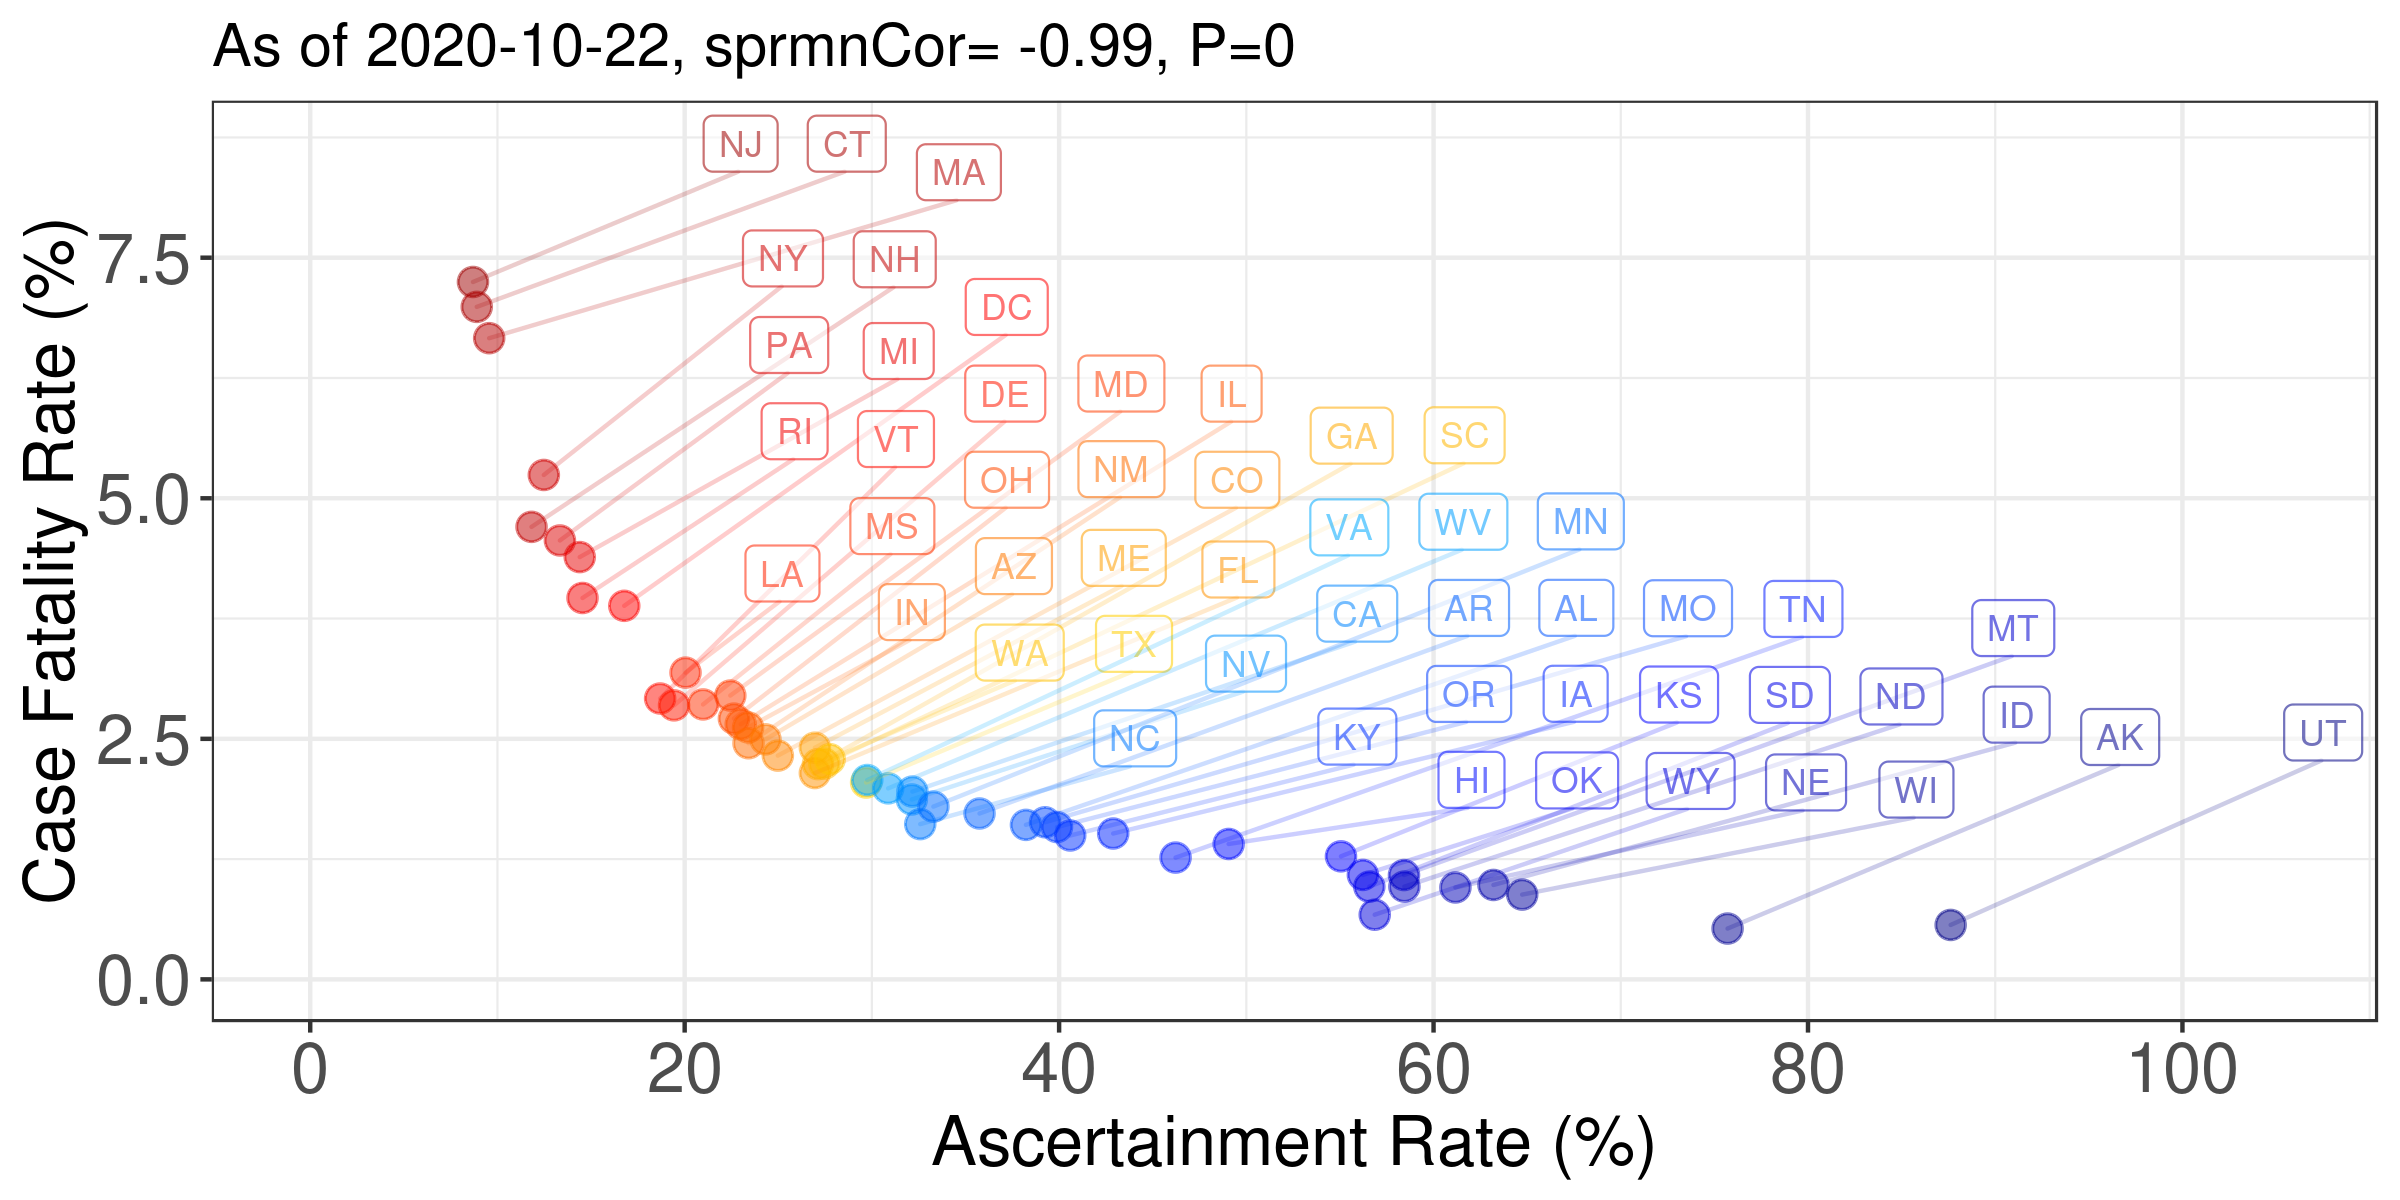 As of 2020-10-22, sprmnCor= -0.99, P=0
Case Fatality Rate (%)
7.5
5.0
2.5
0.0
NJ CT MA
NY NH DC
PA MI
DE MD IL
RI VT GA SC
OH NM CO
MS VA WV MN
LA AZ ME FL
IN CA AR AL MO TN MT
WA TX NV
OR IA KS SD ND ID
NC KY AK UT
HI OK WY NE WI
0 20 40 60 80 100
Ascertainment Rate (%)